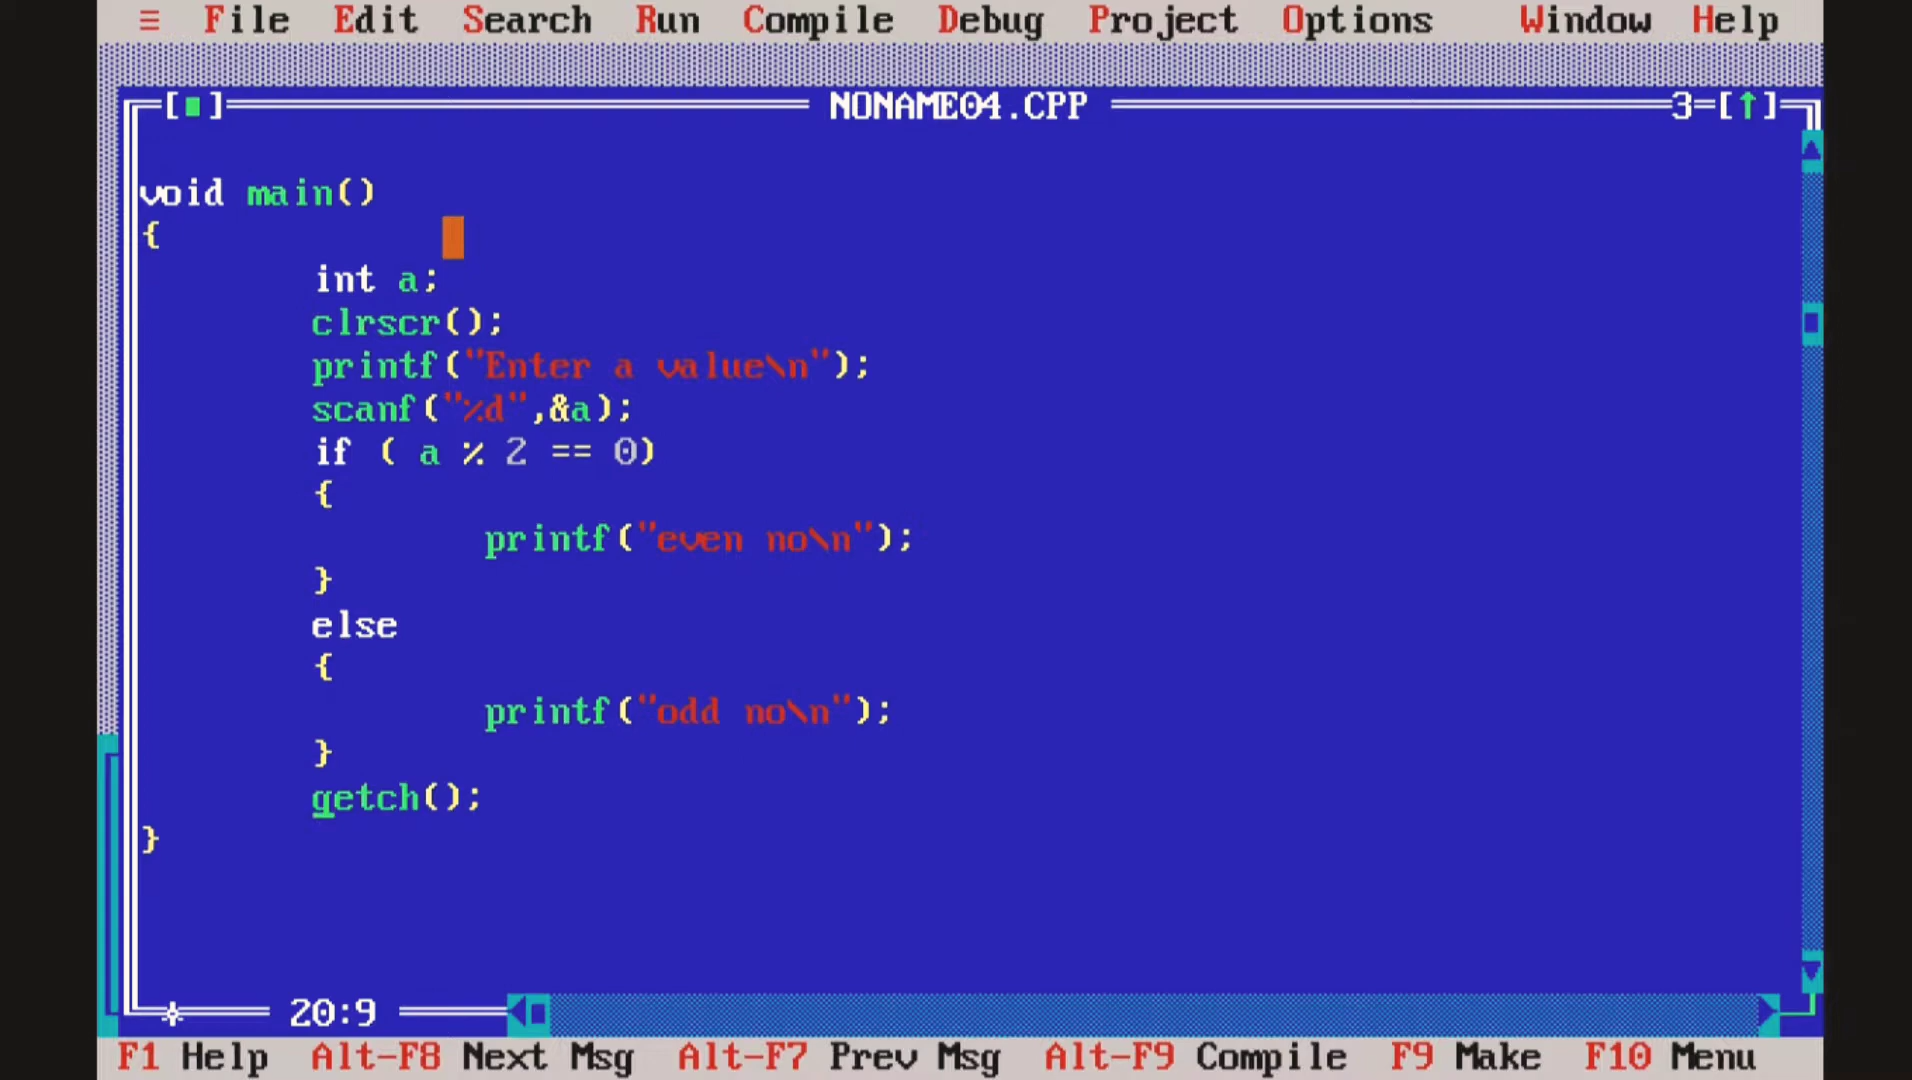 ≡ File Edit Search Run Compile Debug Project Options Window Help
[■] NONAME04.CPP 3=[↑]
void main()
{
int a;
clrscr();
printf("Enter a value\n");
scanf("%d",&a);
if ( a % 2 == 0)
{
printf("even no\n");
}
else
{
printf("odd no\n");
}
getch();
}
20:9
F1 Help Alt-F8 Next Msg Alt-F7 Prev Msg Alt-F9 Compile F9 Make F10 Menu